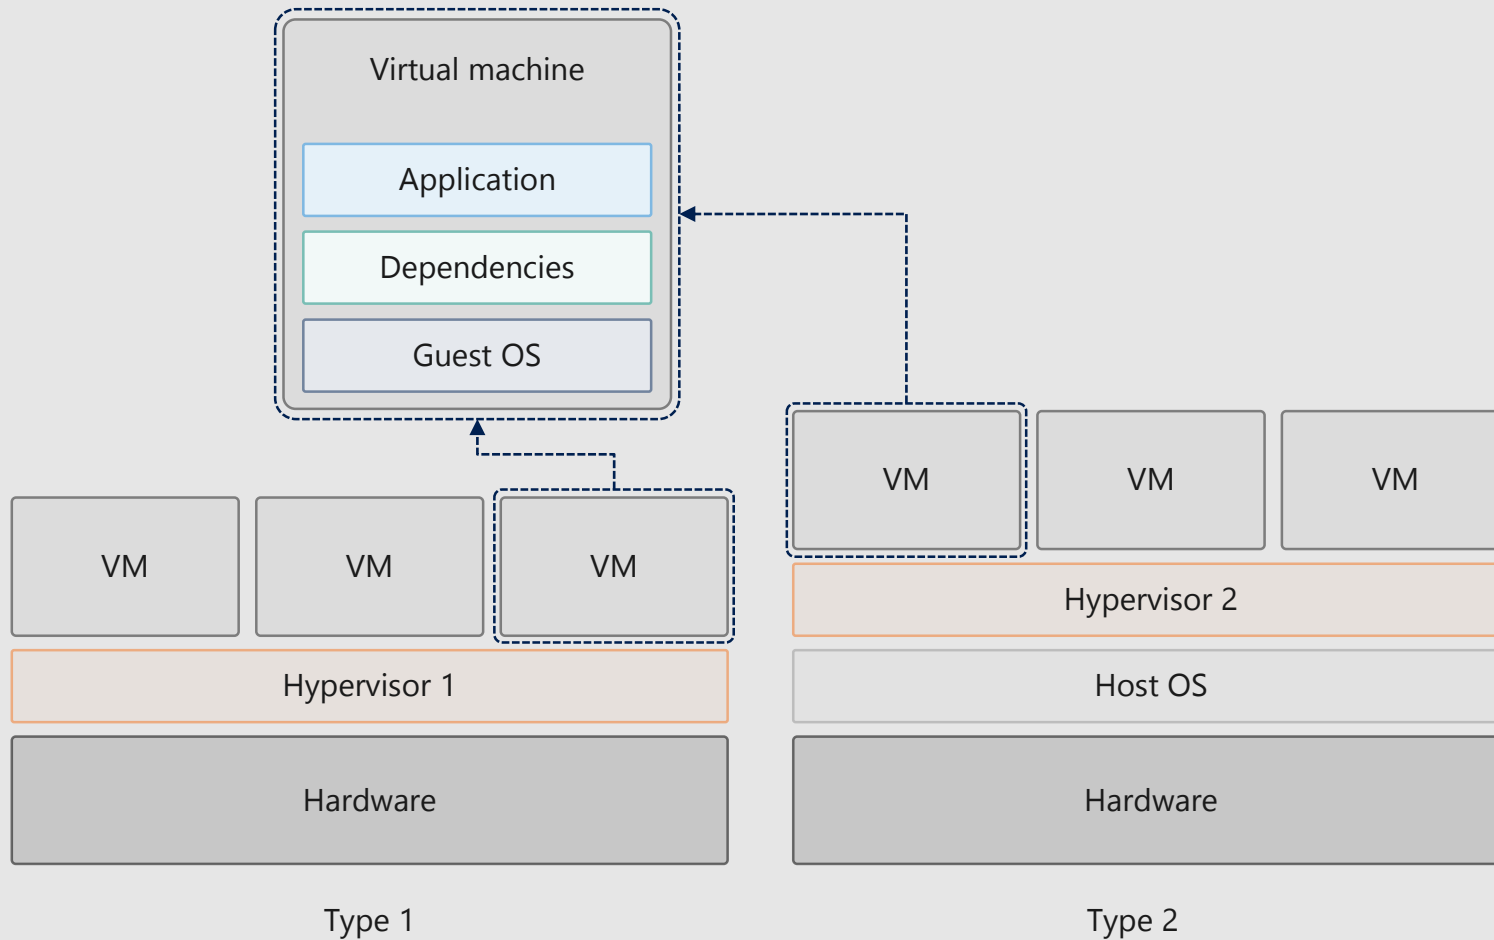 Virtual machine
Application
Dependencies
Guest OS
VM
VM
VM
Hypervisor 1
Hardware
Type 1
VM
VM
VM
Hypervisor 2
Host OS
Hardware
Type 2